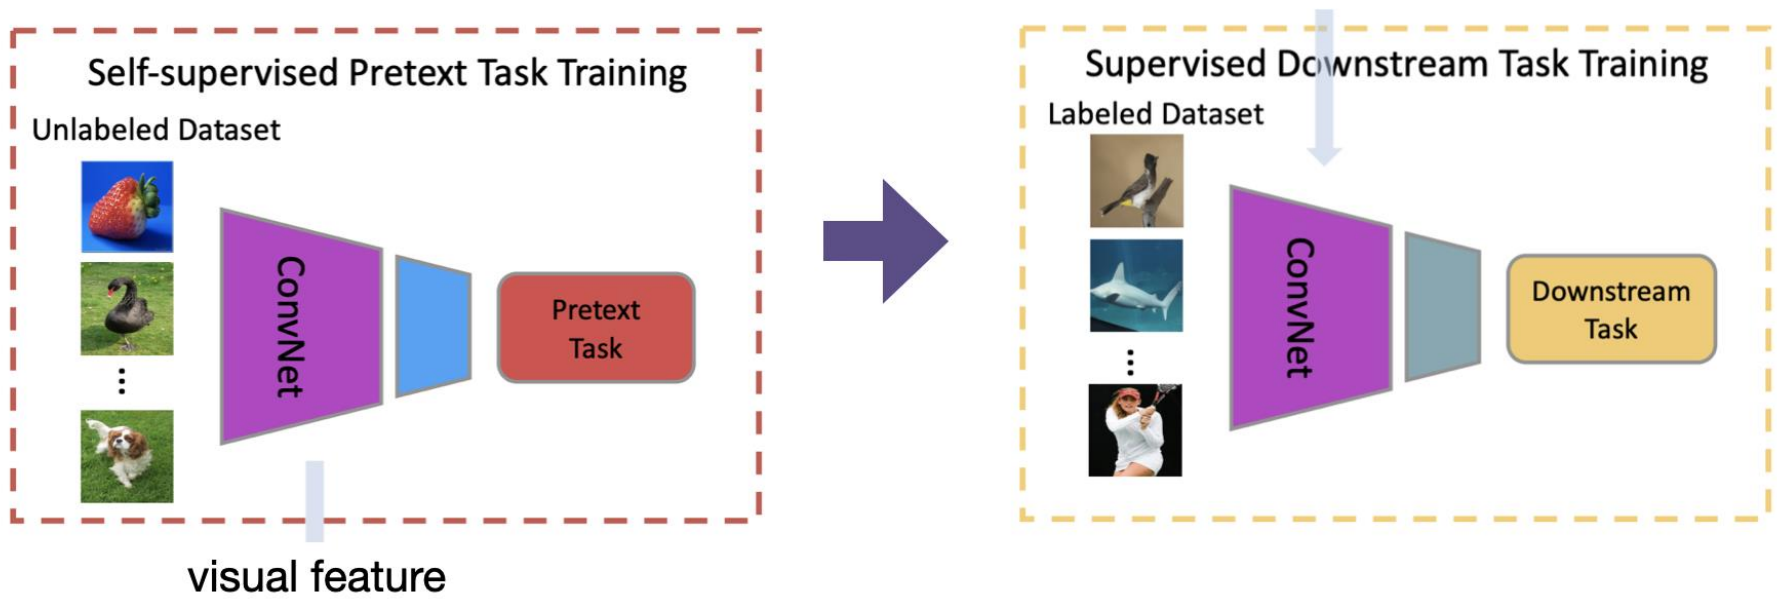 Self-supervised Pretext Task Training
Unlabeled Dataset
ConvNet
Pretext
Task
visual feature
Supervised Downstream Task Training
Labeled Dataset
ConvNet
Downstream
Task